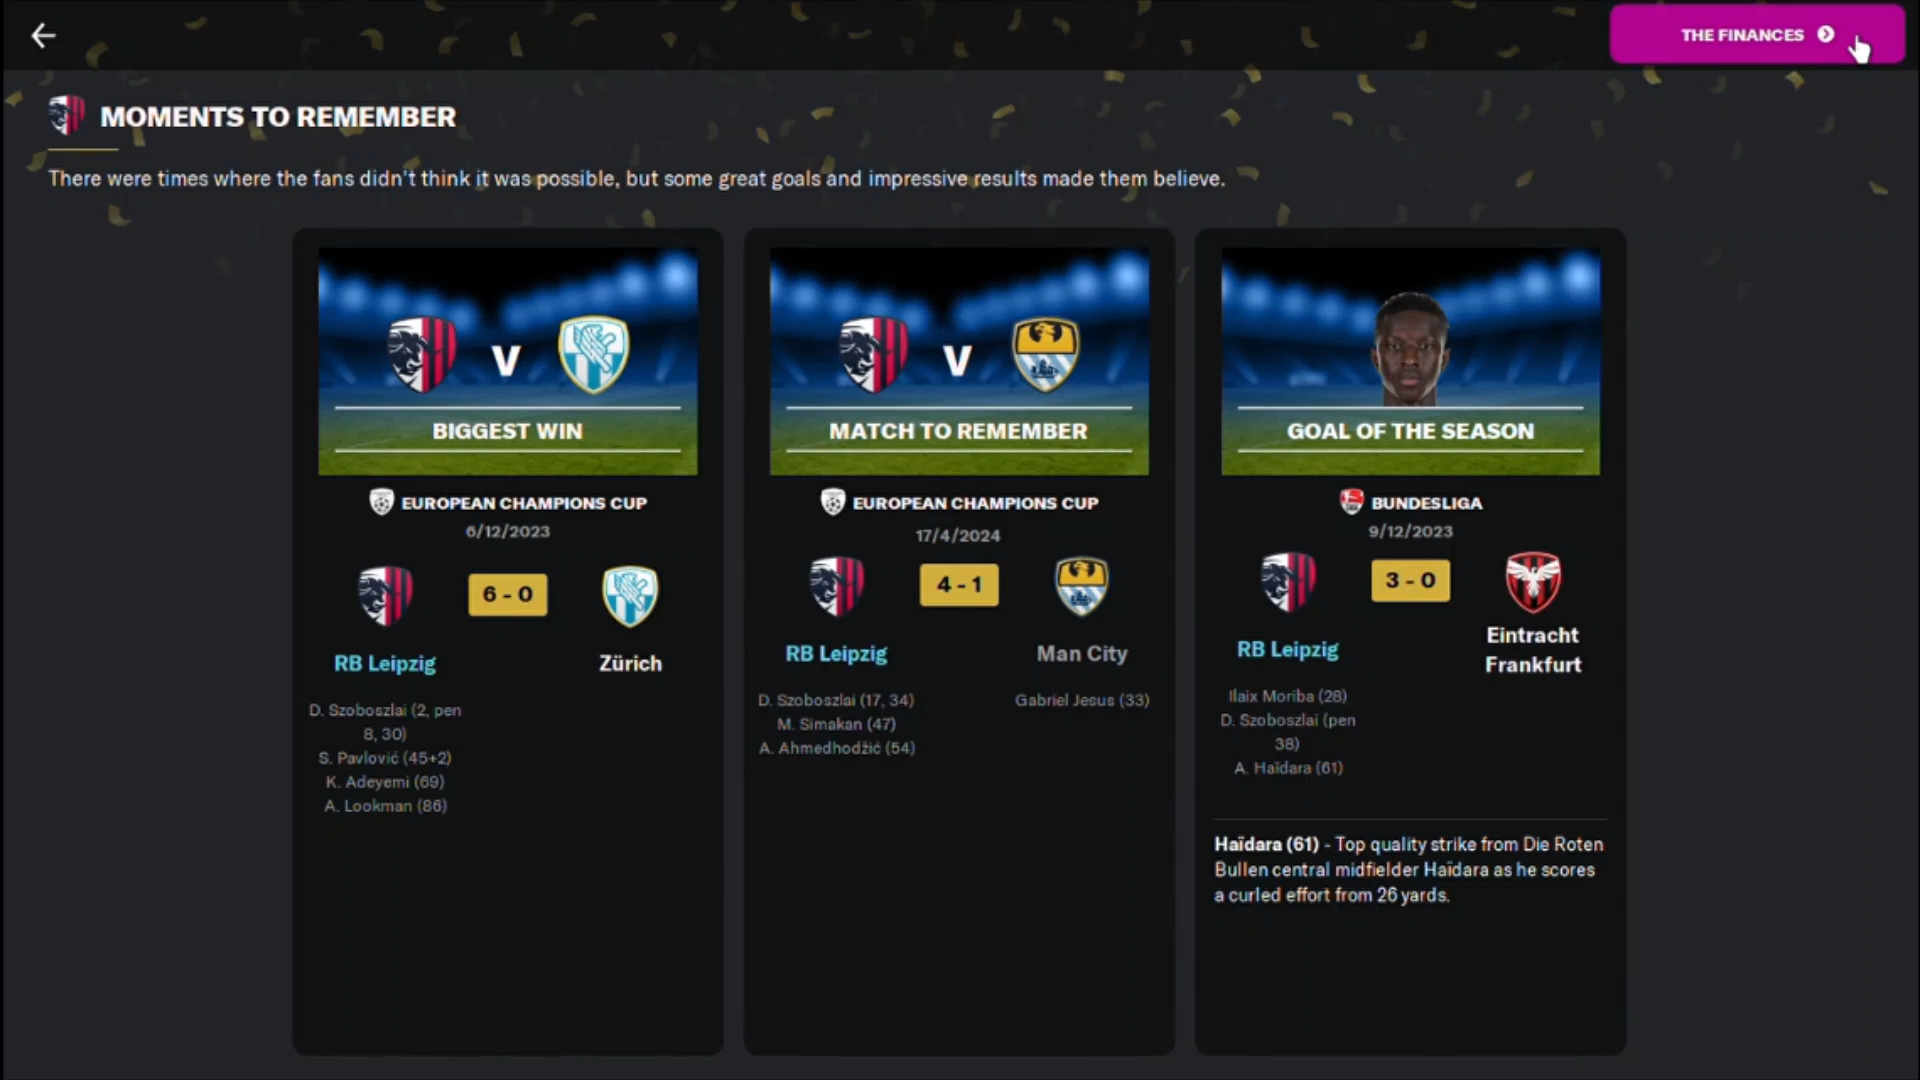 THE FINANCES
MOMENTS TO REMEMBER
There were times where the fans didn't think it was possible, but some great goals and impressive results made them believe.
V
BIGGEST WIN
EUROPEAN CHAMPIONS CUP
6/12/2023
6 - 0
RB Leipzig
Zürich
D. Szoboszlai (2, pen
8, 30)
S. Pavlović (45+2)
K. Adeyemi (69)
A. Lookman (86)
V
MATCH TO REMEMBER
EUROPEAN CHAMPIONS CUP
17/4/2024
4 - 1
RB Leipzig
Man City
D. Szoboszlai (17, 34)
M. Simakan (47)
A. Ahmedhodžić (54)
Gabriel Jesus (33)
GOAL OF THE SEASON
BUNDESLIGA
9/12/2023
3 - 0
RB Leipzig
Eintracht
Frankfurt
Ilaix Moriba (28)
D. Szoboszlai (pen
38)
A. Haïdara (61)
Haïdara (61) - Top quality strike from Die Roten
Bullen central midfielder Haïdara as he scores
a curled effort from 26 yards.